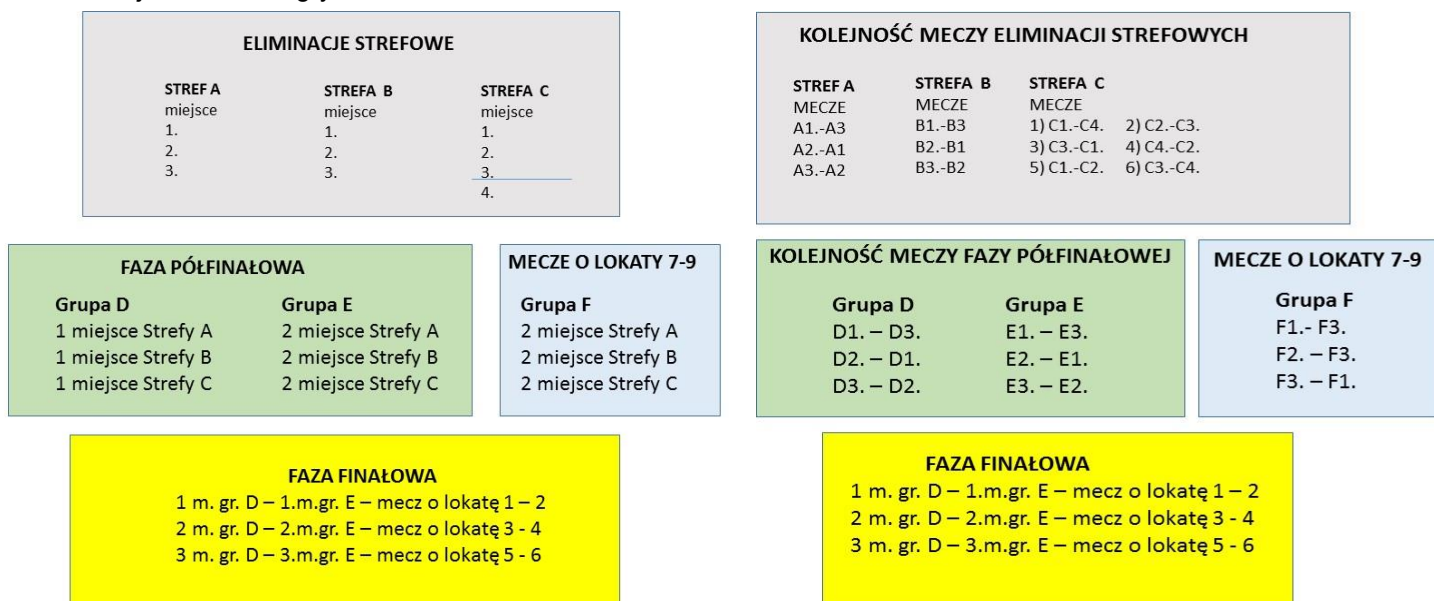 ELIMINACJE STREFOWE
STREF A
miejsce
1.
2.
3.
STREFA B
miejsce
1.
2.
3.
STREFA C
miejsce
1.
2.
3.
4.
KOLEJNOŚĆ MECZY ELIMINACJI STREFOWYCH
STREF A
MECZE
A1.-A3
A2.-A1
A3.-A2
STREFA B
MECZE
B1.-B3
B2.-B1
B3.-B2
STREFA C
MECZE
1) C1.-C4. 2) C2.-C3.
3) C3.-C1. 4) C4.-C2.
5) C1.-C2. 6) C3.-C4.
FAZA PÓŁFINAŁOWA
Grupa D
1 miejsce Strefy A
1 miejsce Strefy B
1 miejsce Strefy C
Grupa E
2 miejsce Strefy A
2 miejsce Strefy B
2 miejsce Strefy C
MECZE O LOKATY 7-9
Grupa F
2 miejsce Strefy A
2 miejsce Strefy B
2 miejsce Strefy C
KOLEJNOŚĆ MECZY FAZY PÓŁFINAŁOWEJ
Grupa D
D1. – D3.
D2. – D1.
D3. – D2.
Grupa E
E1. – E3.
E2. – E1.
E3. – E2.
MECZE O LOKATY 7-9
Grupa F
F1.- F3.
F2. – F3.
F3. – F1.
FAZA FINAŁOWA
1 m. gr. D – 1.m.gr. E – mecz o lokatę 1 – 2
2 m. gr. D – 2.m.gr. E – mecz o lokatę 3 - 4
3 m. gr. D – 3.m.gr. E – mecz o lokatę 5 - 6
FAZA FINAŁOWA
1 m. gr. D – 1.m.gr. E – mecz o lokatę 1 – 2
2 m. gr. D – 2.m.gr. E – mecz o lokatę 3 - 4
3 m. gr. D – 3.m.gr. E – mecz o lokatę 5 - 6